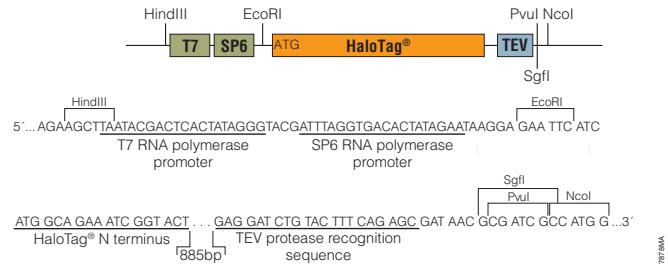 HindIII EcoRI PvuI NcoI
T7 SP6 ATG HaloTag® TEV
SgfI
HindIII EcoRI
5´...AGAAGCTTAATACGACTCACTATAGGGTACGATTTAGGTGACACTATAGAATAAGGA GAA TTC ATC
T7 RNA polymerase promoter
SP6 RNA polymerase promoter
SgfI
PvuI NcoI
ATG GCA GAA ATC GGT ACT . . . GAG GAT CTG TAC TTT CAG AGC GAT AAC GCG ATC GCC ATG G...3´
HaloTag® N terminus
885bp
TEV protease recognition sequence
7878MA